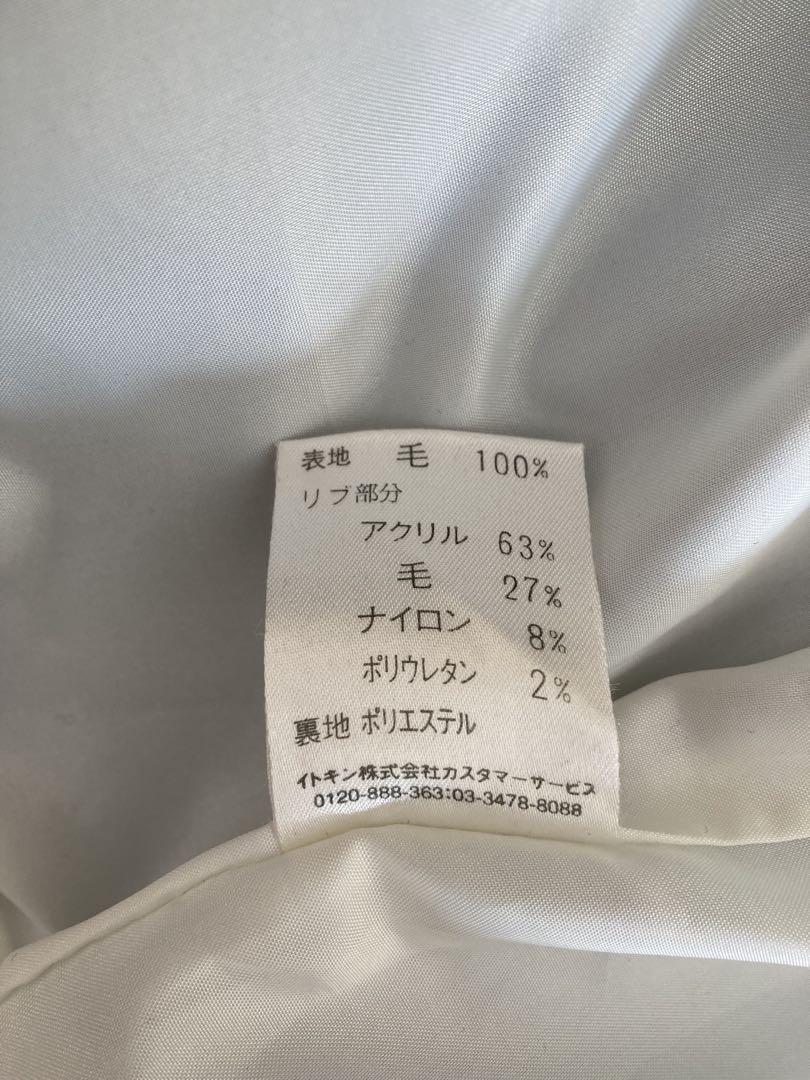 表地 毛 100%
リブ部分
アクリル 63%
毛 27%
ナイロン 8%
ポリウレタン 2%
裏地 ポリエステル
イトキン株式会社カスタマーサービス
0120-888-363:03-3478-8088